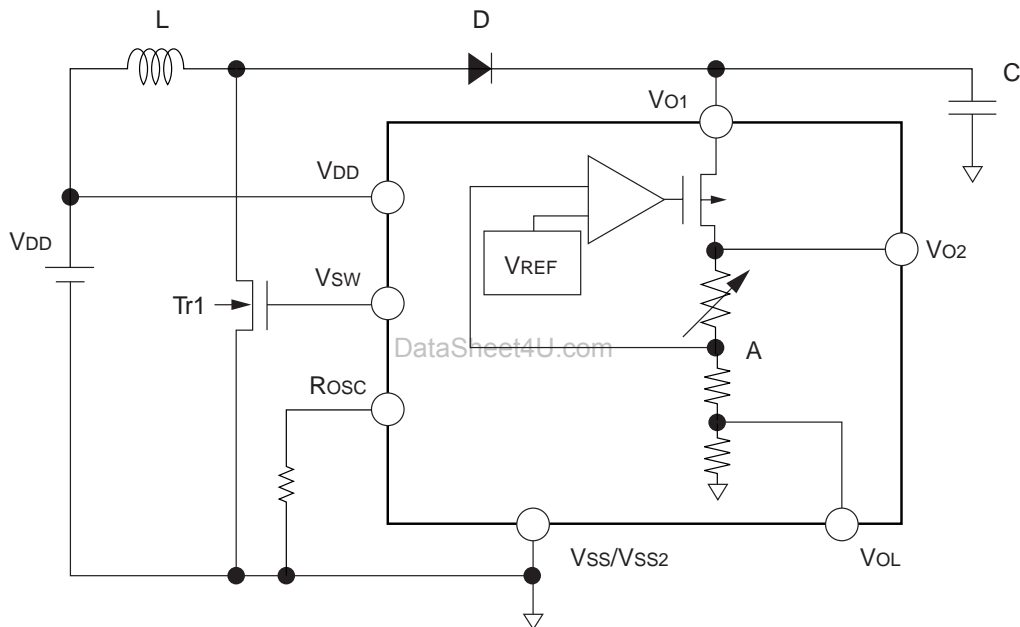 L
D
C
VO1
VDD
VDD
VREF
VO2
VSW
Tr1
DataSheet4U.com
A
ROSC
VSS/VSS2
VOL